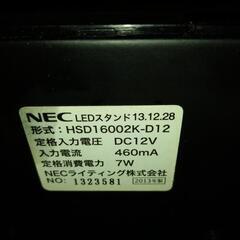 NEC LEDスタンド 13.12.28
形式：HSD16002K-D12
定格入力電圧 DC12V
入力電流 460mA
定格消費電力 7W
NECライティング株式会社
NO: 1323581 2013年製